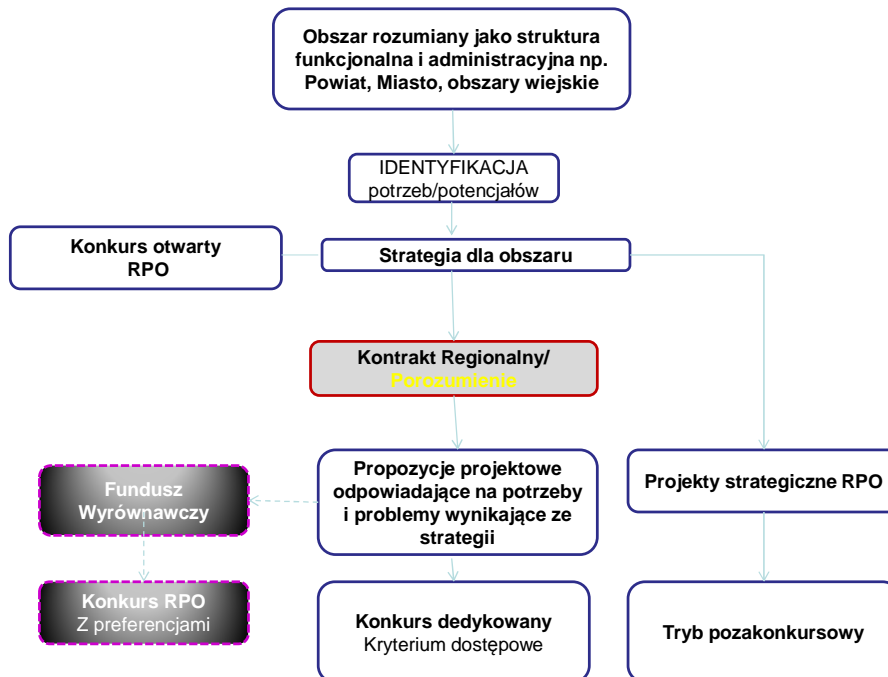 Obszar rozumiany jako struktura
funkcjonalna i administracyjna np.
Powiat, Miasto, obszary wiejskie
IDENTYFIKACJA
potrzeb/potencjałów
Konkurs otwarty
RPO
Strategia dla obszaru
Kontrakt Regionalny/
Porozumienie
Fundusz
Wyrównawczy
Propozycje projektowe
odpowiadające na potrzeby
i problemy wynikające ze
strategii
Projekty strategiczne RPO
Konkurs RPO
Z preferencjami
Konkurs dedykowany
Kryterium dostępowe
Tryb pozakonkursowy